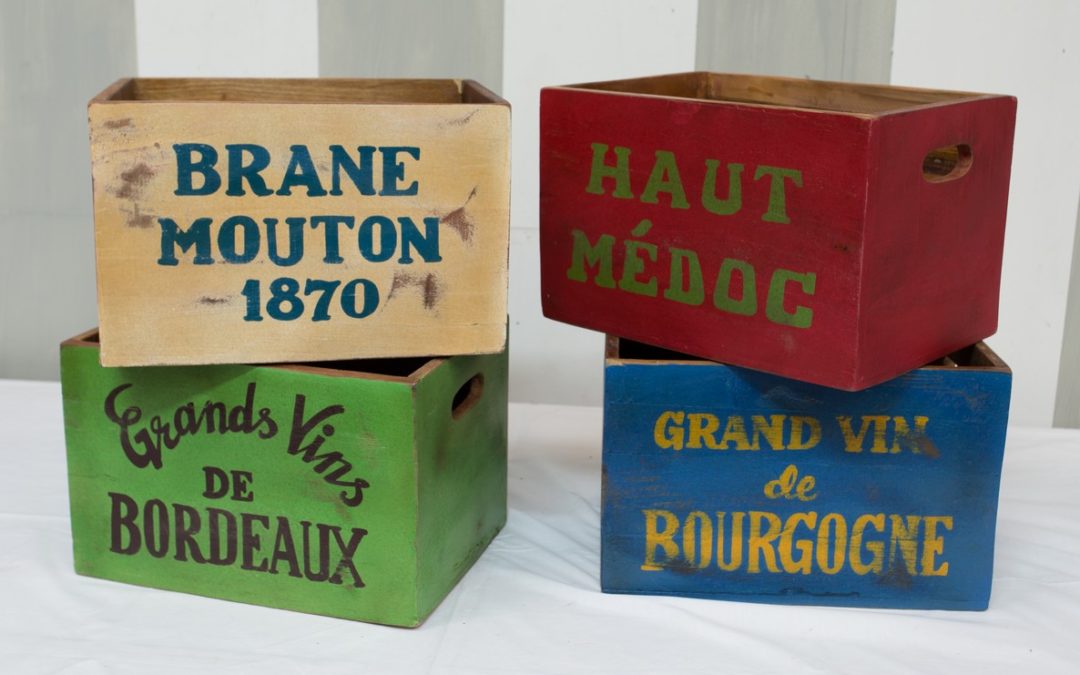 BRANE
MOUTON
1870
HAUT
MÉDOC
Grands Vins
DE
BORDEAUX
GRAND VIN
de
BOURGOGNE